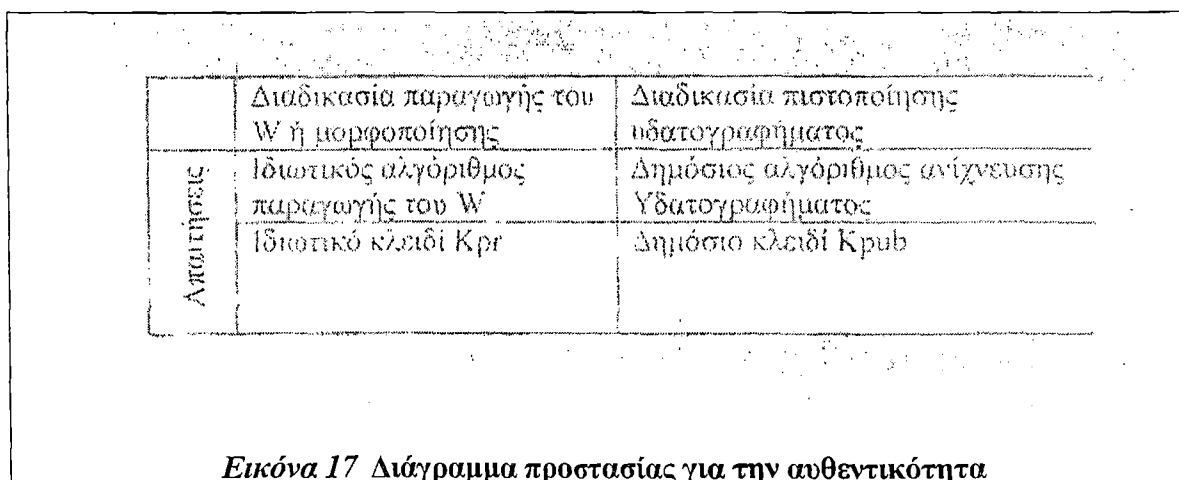 Διαδικασία παραγωγής του
W ή μορφοποίησης
Διαδικασία πιστοποίησης
υδατογραφήματος
Απαιτήσεις
Ιδιωτικός αλγόριθμος
παραγωγής του W
Δημόσιος αλγόριθμος ανίχνευσης
Υδατογραφήματος
Ιδιωτικό κλειδί Kpr
Δημόσιο κλειδί Kpub
Εικόνα 17 Διάγραμμα προστασίας για την αυθεντικότητα